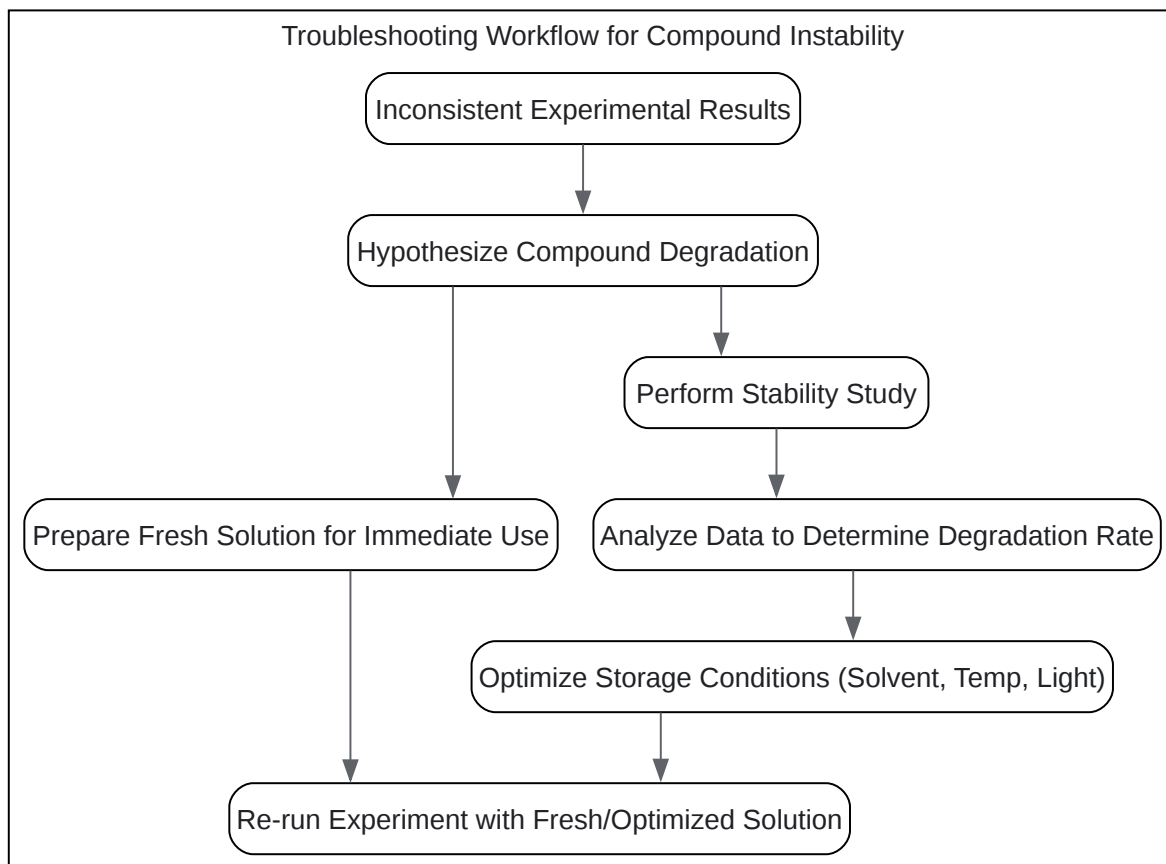 Troubleshooting Workflow for Compound Instability
Inconsistent Experimental Results
Hypothesize Compound Degradation
Perform Stability Study
Prepare Fresh Solution for Immediate Use
Analyze Data to Determine Degradation Rate
Optimize Storage Conditions (Solvent, Temp, Light)
Re-run Experiment with Fresh/Optimized Solution